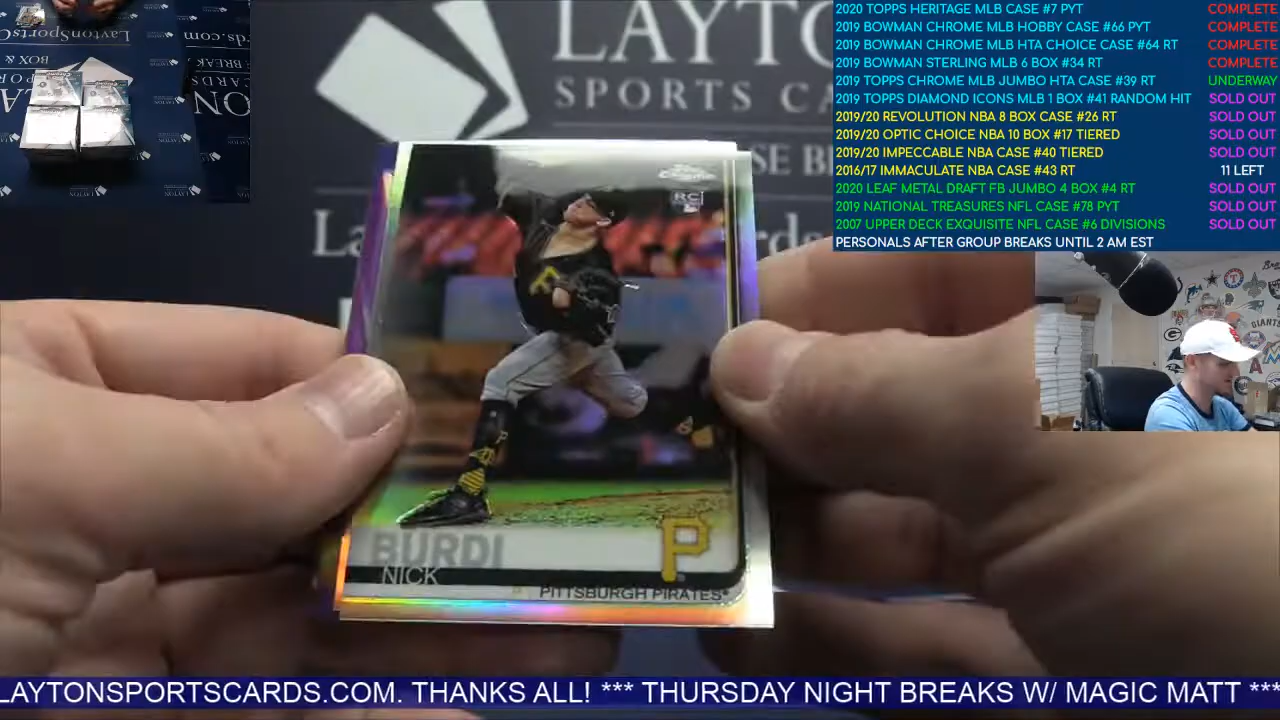 2020 TOPPS HERITAGE MLB CASE #7 PYT COMPLETE
2019 BOWMAN CHROME MLB HOBBY CASE #66 PYT COMPLETE
2019 BOWMAN CHROME MLB HTA CHOICE CASE #64 RT COMPLETE
2019 BOWMAN STERLING MLB 6 BOX #34 RT COMPLETE
2019 TOPPS CHROME MLB JUMBO HTA CASE #39 RT UNDERWAY
2019 TOPPS DIAMOND ICONS MLB 1 BOX #41 RANDOM HIT SOLD OUT
2019/20 REVOLUTION NBA 8 BOX CASE #26 RT SOLD OUT
2019/20 OPTIC CHOICE NBA 10 BOX #17 TIERED SOLD OUT
2019/20 IMPECCABLE NBA CASE #40 TIERED SOLD OUT
2016/17 IMMACULATE NBA CASE #43 RT 11 LEFT
2020 LEAF METAL DRAFT FB JUMBO 4 BOX #4 RT SOLD OUT
2019 NATIONAL TREASURES NFL CASE #78 PYT SOLD OUT
2007 UPPER DECK EXQUISITE NFL CASE #6 DIVISIONS SOLD OUT
PERSONALS AFTER GROUP BREAKS UNTIL 2 AM EST
LAYTO
SPORTS CA
SE B
La
rds
Chrome
RC
P
BURDI
NICK
PITTSBURGH PIRATES
LAYTONSPORTSCARDS.COM. THANKS ALL! *** THURSDAY NIGHT BREAKS W/ MAGIC MATT ***